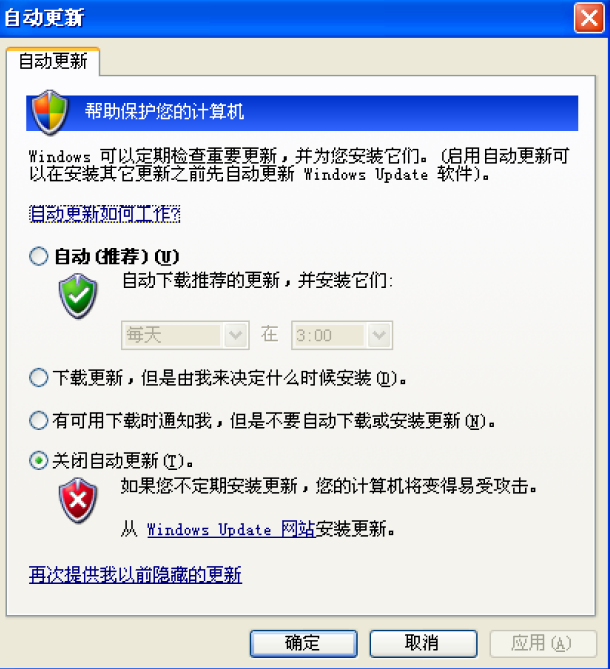 自动更新
自动更新
帮助保护您的计算机
Windows 可以定期检查重要更新，并为您安装它们。(启用自动更新可
以在安装其它更新之前先自动更新 Windows Update 软件)。
自动更新如何工作?
自动(推荐)(U)
自动下载推荐的更新，并安装它们:
每天 在 3:00
下载更新，但是由我来决定什么时候安装(D)。
有可用下载时通知我，但是不要自动下载或安装更新(N)。
关闭自动更新(T)。
如果您不定期安装更新，您的计算机将变得易受攻击。
从 Windows Update 网站安装更新。
再次提供我以前隐藏的更新
确定 取消 应用(A)